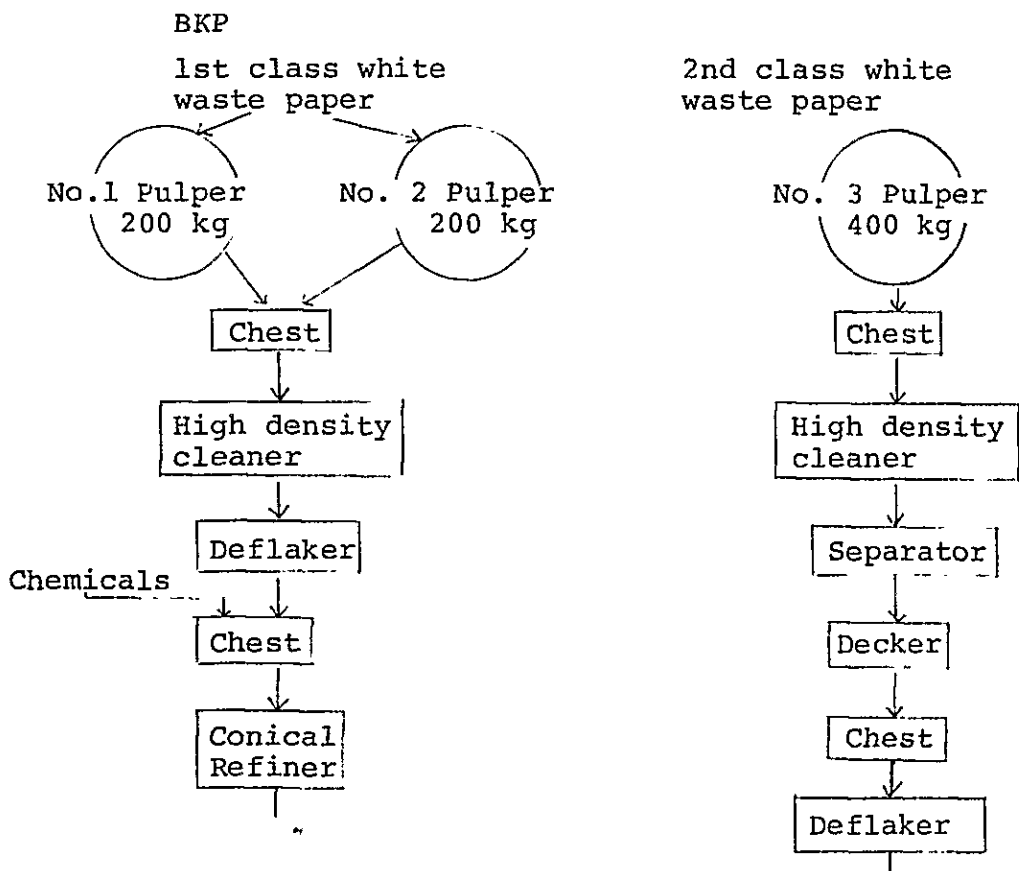 BKP
1st class white
waste paper
No.1 Pulper
200 kg
No. 2 Pulper
200 kg
Chest
High density
cleaner
Deflaker
Chemicals
Chest
Conical
Refiner
2nd class white
waste paper
No. 3 Pulper
400 kg
Chest
High density
cleaner
Separator
Decker
Chest
Deflaker